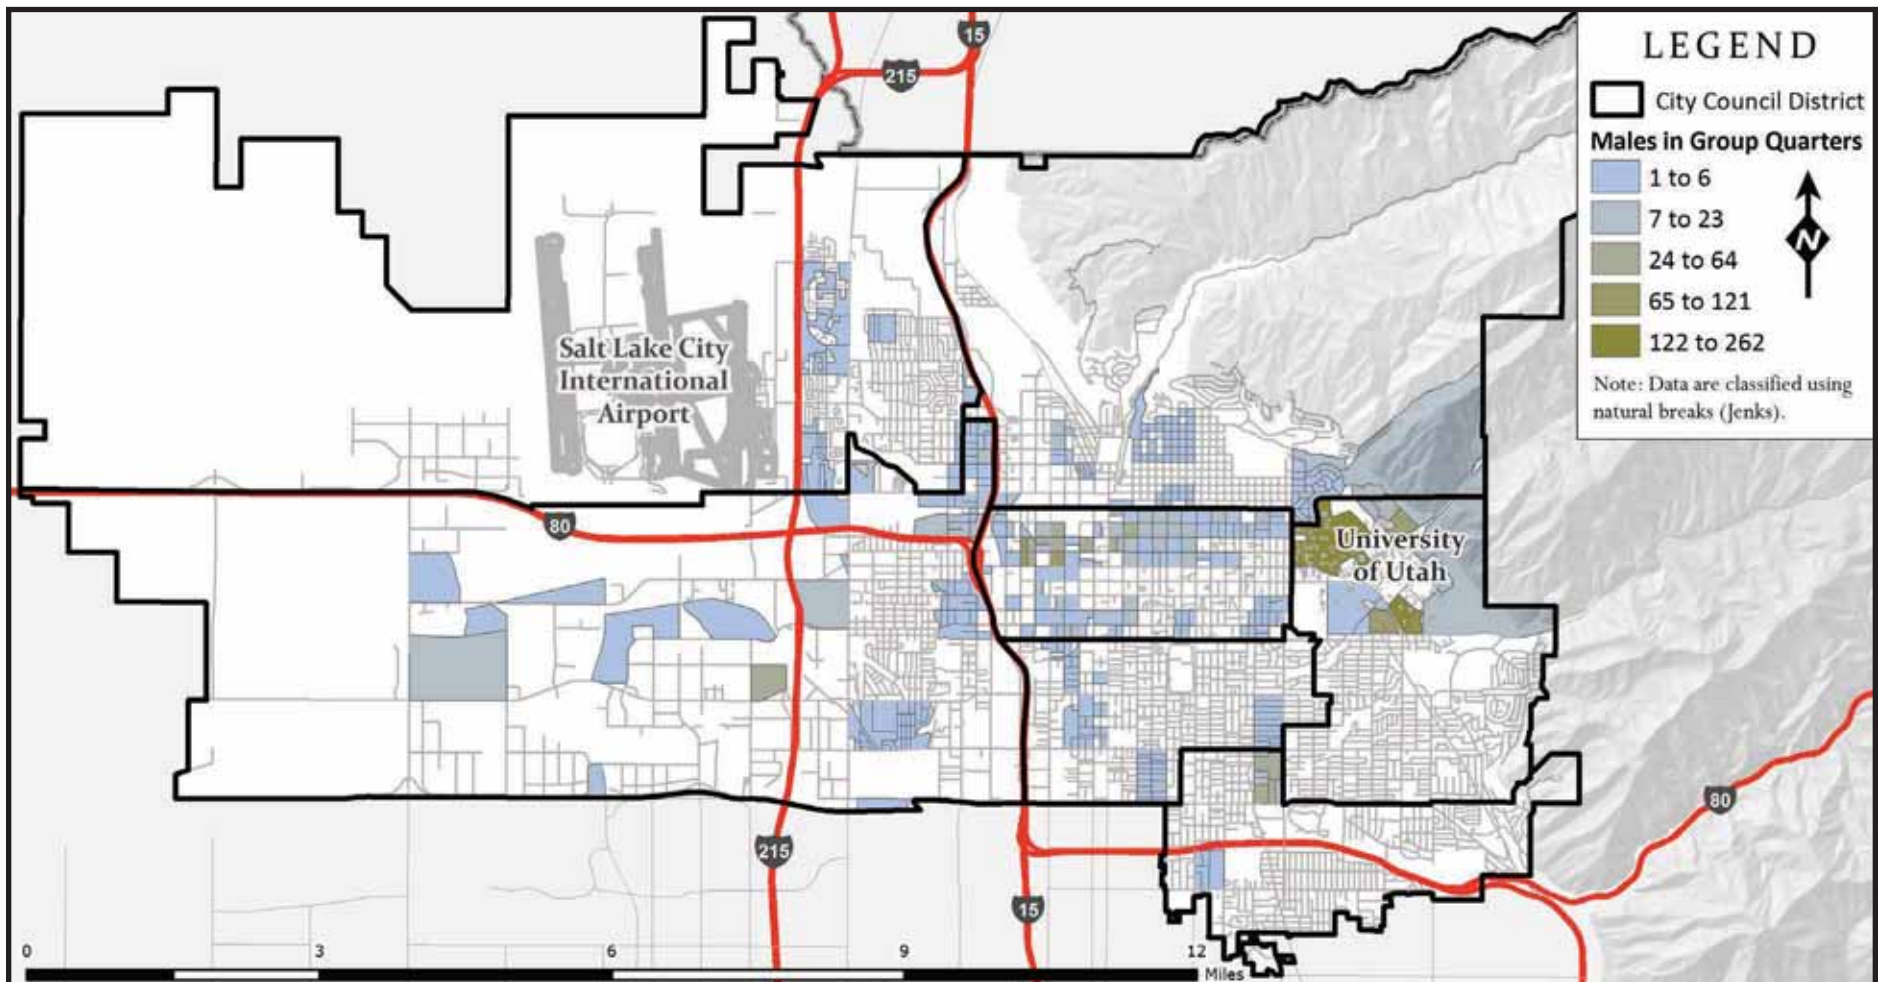 15
215
LEGEND
City Council District
Males in Group Quarters
1 to 6
7 to 23
24 to 64
65 to 121
122 to 262
N
Note: Data are classified using
natural breaks (Jenks).
Salt Lake City
International
Airport
80
University
of Utah
80
215
15
0 3 6 9 12
Miles